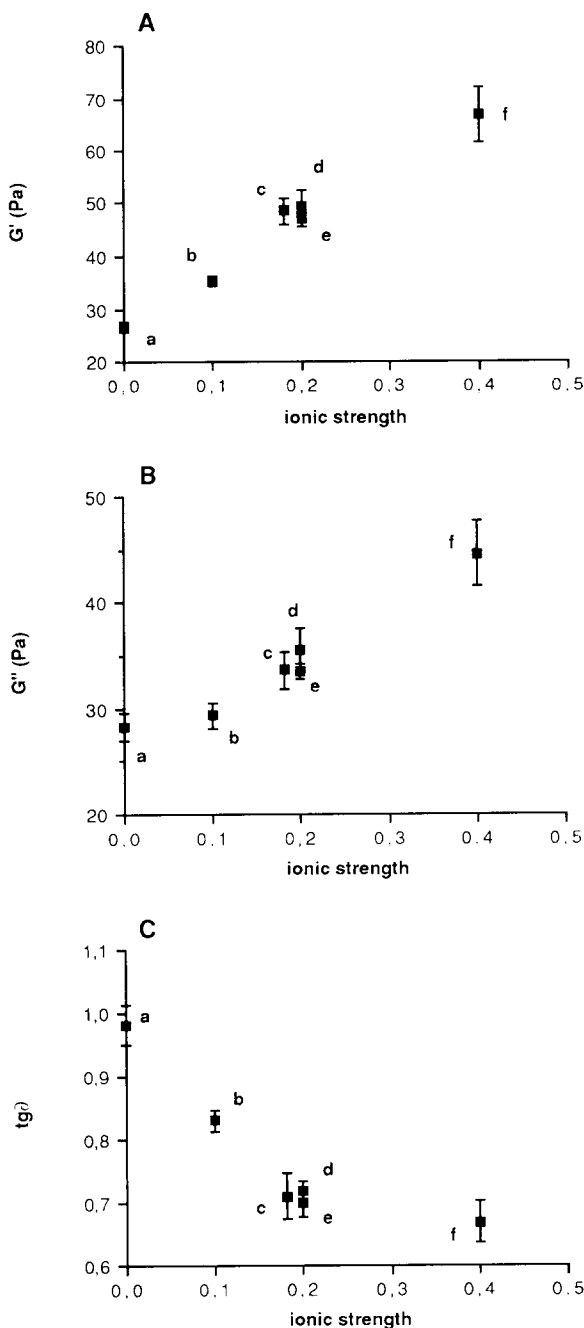 A
80
70
f
60
d
c
50
G' (Pa)
e
b
40
30
a
20
0,0 0,1 0,2 0,3 0,4 0,5
ionic strength
B
50
f
40
d
G'' (Pa)
c
e
30
b
a
20
0,0 0,1 0,2 0,3 0,4 0,5
ionic strength
C
1,1
1,0
a
0,9
b
0,8
d
0,7
c
e
f
0,6
0,0 0,1 0,2 0,3 0,4 0,5
ionic strength